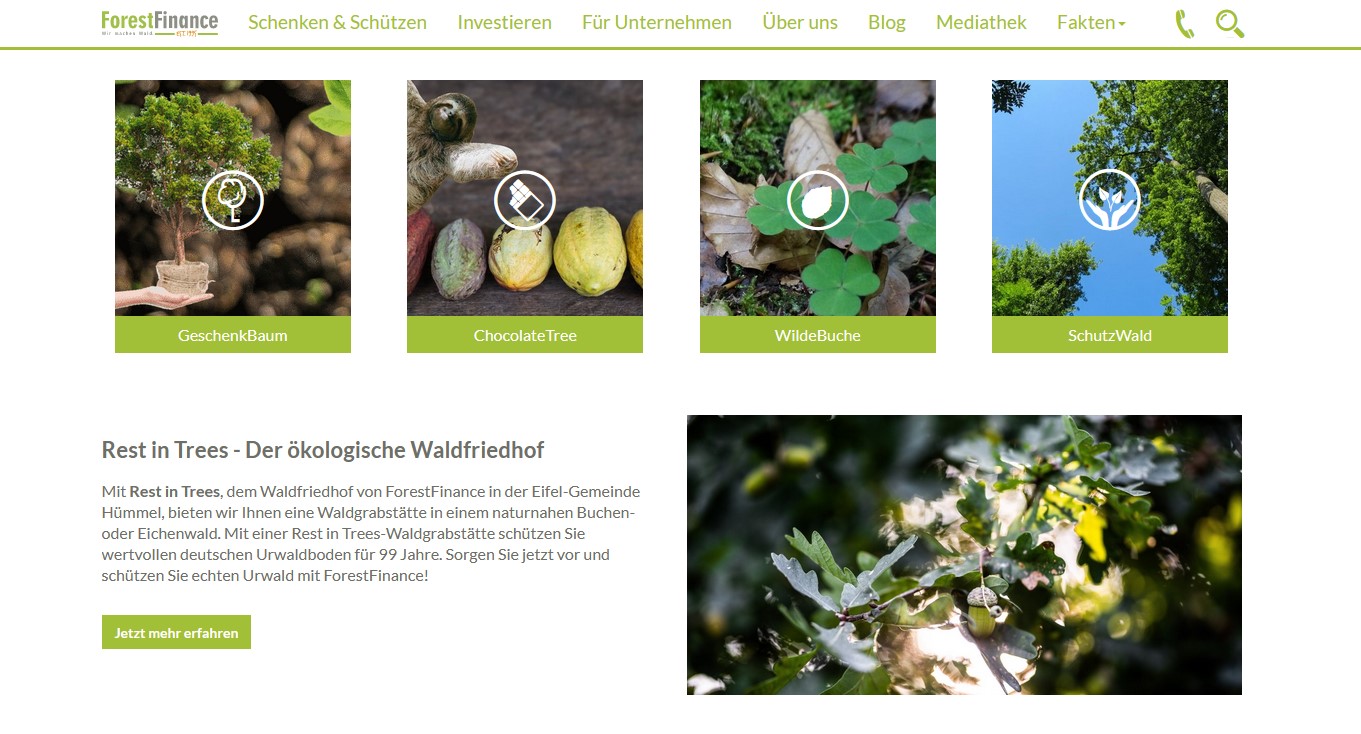 ForestFinance
Wir machen Wald EST. 1995
Schenken & Schützen Investieren Für Unternehmen Über uns Blog Mediathek Fakten
GeschenkBaum
ChocolateTree
WildeBuche
SchutzWald
Rest in Trees - Der ökologische Waldfriedhof
Mit Rest in Trees, dem Waldfriedhof von ForestFinance in der Eifel-Gemeinde
Hümmel, bieten wir Ihnen eine Waldgrabstätte in einem naturnahen Buchen-
oder Eichenwald. Mit einer Rest in Trees-Waldgrabstätte schützen Sie
wertvollen deutschen Urwaldboden für 99 Jahre. Sorgen Sie jetzt vor und
schützen Sie echten Urwald mit ForestFinance!
Jetzt mehr erfahren